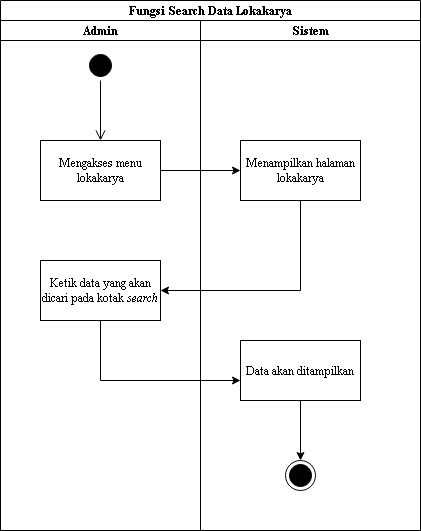 Fungsi Search Data Lokakarya
Admin
Sistem
Mengakses menu
lokakarya
Menampilkan halaman
lokakarya
Ketik data yang akan
dicari pada kotak search
Data akan ditampilkan